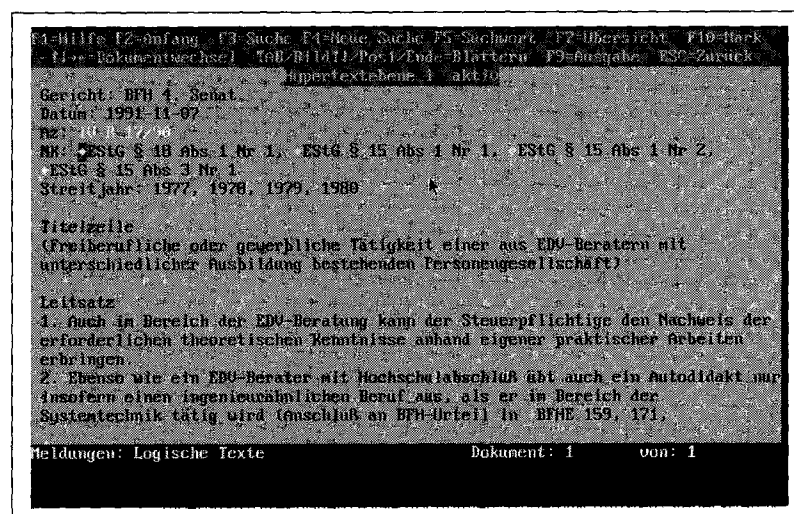 F1=Hilfe F2=Anfang F3=Suche F4=Neue Suche F5=Suchwort F7=Übersicht F10=Mark
=Dokumentwechsel TAB/Bild↑↓/Pos1/Ende=Blättern F9=Ausgabe ESC=Zurück
Hypertextebene 1 aktiv
Gericht: BFH 4. Senat
Datum: 1991-11-07
Az: IV R 17/90
NK: EStG § 18 Abs 1 Nr 1, EStG § 15 Abs 1 Nr 1, EStG § 15 Abs 1 Nr 2,
EStG § 15 Abs 3 Nr 1
Streitjahr: 1977, 1978, 1979, 1980
Titelzeile
(Freiberufliche oder gewerbliche Tätigkeit einer aus EDV-Beratern mit
unterschiedlicher Ausbildung bestehenden Personengesellschaft)
Leitsatz
1. Auch im Bereich der EDV-Beratung kann der Steuerpflichtige den Nachweis der
erforderlichen theoretischen Kenntnisse anhand eigener praktischer Arbeiten
erbringen.
2. Ebenso wie ein EDV-Berater mit Hochschulabschluß übt auch ein Autodidakt nur
insofern einen ingenieurähnlichen Beruf aus, als er im Bereich der
Systemtechnik tätig wird (Anschluß an BFH-Urteil in BFHE 159, 171,
Meldungen: Logische Texte Dokument: 1 von: 1